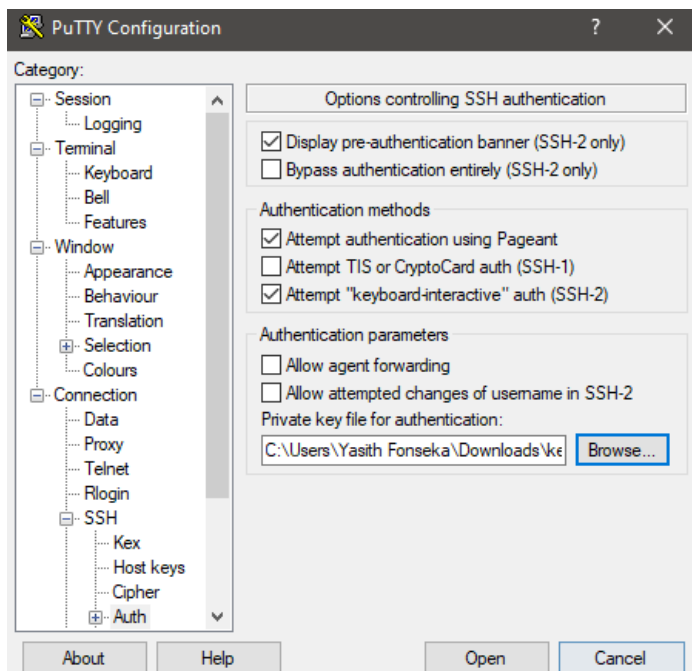 PuTTY Configuration
?
Category:
Session
Logging
Terminal
Keyboard
Bell
Features
Window
Appearance
Behaviour
Translation
Selection
Colours
Connection
Data
Proxy
Telnet
Rlogin
SSH
Kex
Host keys
Cipher
Auth
Options controlling SSH authentication
Display pre-authentication banner (SSH-2 only)
Bypass authentication entirely (SSH-2 only)
Authentication methods
Attempt authentication using Pageant
Attempt TIS or CryptoCard auth (SSH-1)
Attempt "keyboard-interactive" auth (SSH-2)
Authentication parameters
Allow agent forwarding
Allow attempted changes of username in SSH-2
Private key file for authentication:
C:\Users\Yasith Fonseka\Downloads\ke
Browse...
About
Help
Open
Cancel